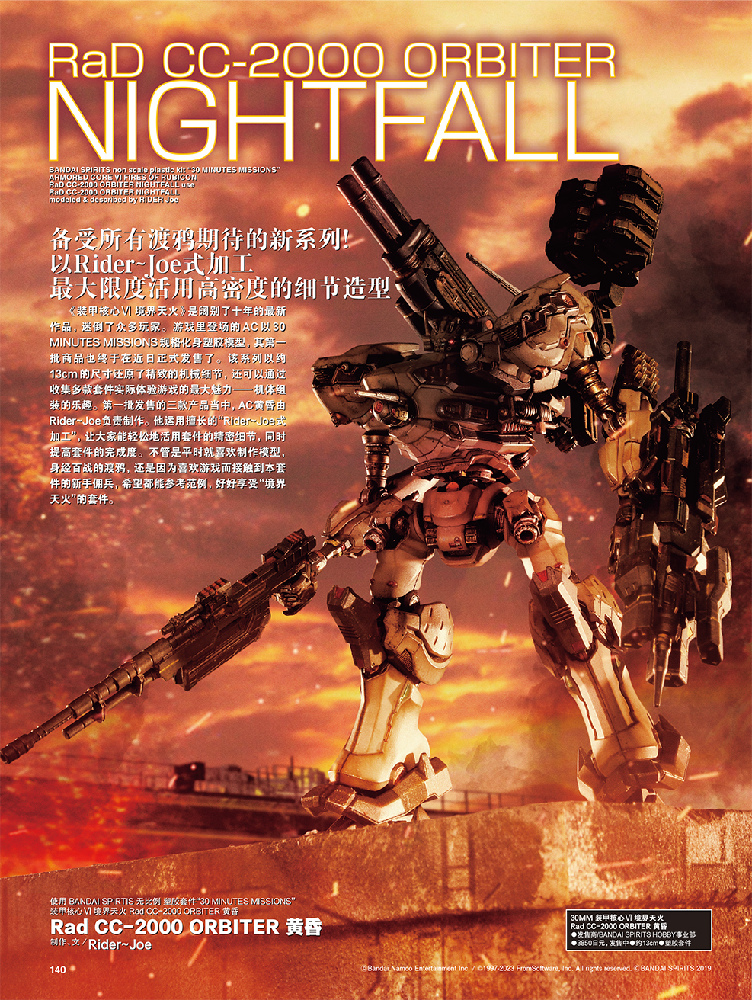 RaD CC-2000 ORBITER
NIGHTFALL
BANDAI SPIRITS non scale plastic kit “30 MINUTES MISSIONS”
ARMORED CORE VI FIRES OF RUBICON
RaD CC-2000 ORBITER NIGHTFALL use
RaD CC-2000 ORBITER NIGHTFALL
modeled & described by RIDER Joe
备受所有渡鸦期待的新系列!
以Rider~Joe式加工
最大限度活用高密度的细节造型
《装甲核心Ⅵ 境界天火》是阔别了十年的最新
作品，迷倒了众多玩家。游戏里登场的AC以30
MINUTES MISSIONS规格化身塑胶模型，其第一
批商品也终于在近日正式发售了。该系列以约
13cm的尺寸还原了精致的机械细节，还可以通过
收集多款套件实际体验游戏的最大魅力——机体组
装的乐趣。第一批发售的三款产品当中，AC黄昏由
Rider~Joe负责制作。他运用擅长的“Rider~Joe式
加工”，让大家能轻松地活用套件的精密细节，同时
提高套件的完成度。不管是平时就喜欢制作模型，
身经百战的渡鸦，还是因为喜欢游戏而接触到本套
件的新手佣兵，希望都能参考范例，好好享受“境界
天火”的套件。
使用 BANDAI SPIRTIS 无比例 塑胶套件“30 MINUTES MISSIONS”
装甲核心Ⅵ 境界天火 Rad CC-2000 ORBITER 黄昏
Rad CC-2000 ORBITER 黄昏
制作、文／Rider~Joe
30MM 装甲核心Ⅵ 境界天火
Rad CC-2000 ORBITER 黄昏
●发售商/BANDAI SPIRITS HOBBY事业部
●3850日元，发售中●约13cm●塑胶套件
140
©Bandai Namco Entertainment Inc. / ©1997-2023 FromSoftware, Inc. All rights reserved. ©BANDAI SPIRITS 2019